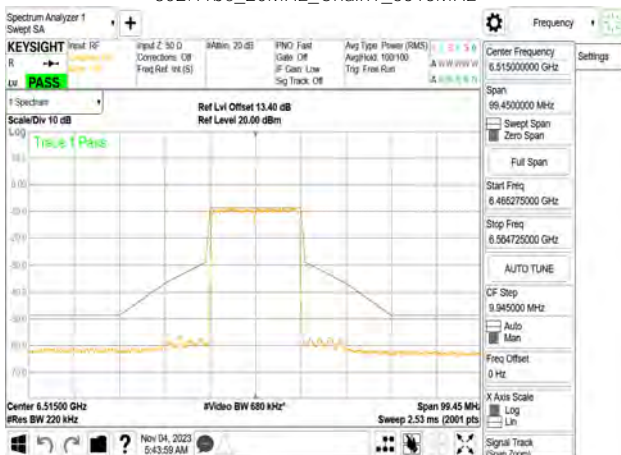 Spectrum Analyzer 1
Swept SA
Frequency
Settings
KEYSIGHT Input: RF
R
PASS
Input Z: 50 Ω
Corrections: Off
Freq Ref: Int (S)
#Atten: 20 dB
PNO: Fast
Gate: Off
IF Gain: Low
Sig Track: Off
Avg Type: Power (RMS)
Avg|Hold: 100/100
Trig: Free Run
1 Spectrum
Scale/Div 10 dB
Log
Ref Lvl Offset 13.40 dB
Ref Level 20.00 dBm
Trace 1 Pass
Center 6.51500 GHz
#Res BW 220 kHz
#Video BW 680 kHz*
Span 99.45 MHz
Sweep 2.53 ms (2001 pts)
Nov 04, 2023
5:43:59 AM
Center Frequency
6.515000000 GHz
Span
99.4500000 MHz
Swept Span
Zero Span
Full Span
Start Freq
6.465275000 GHz
Stop Freq
6.564725000 GHz
AUTO TUNE
CF Step
9.945000 MHz
Auto
Man
Freq Offset
0 Hz
X Axis Scale
Log
Lin
Signal Track
(Span Zoom)